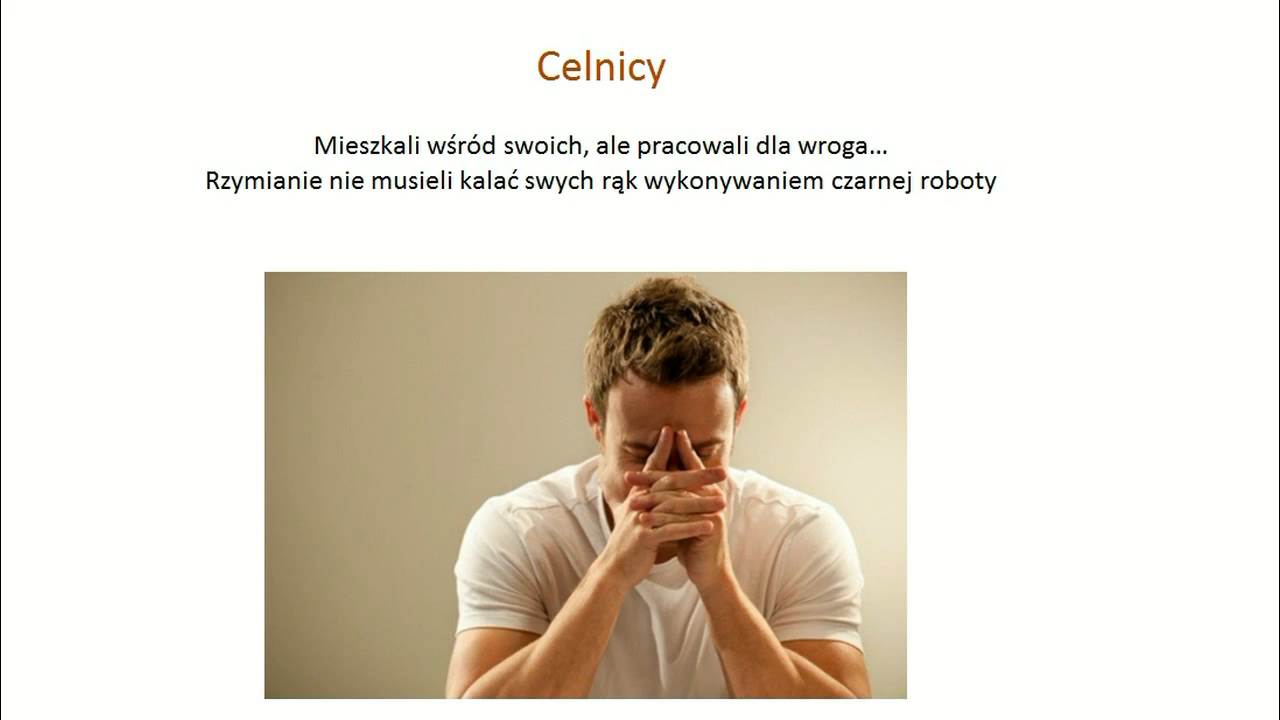 Celnicy
Mieszkali wśród swoich, ale pracowali dla wroga...
Rzymianie nie musieli kalać swych rąk wykonywaniem czarnej roboty